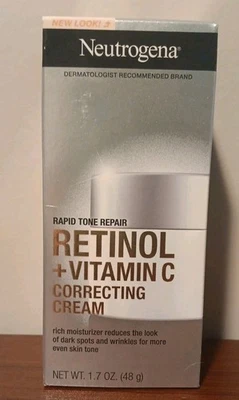 NEW LOOK!
Neutrogena®
DERMATOLOGIST RECOMMENDED BRAND
RAPID TONE REPAIR
RETINOL
+VITAMIN C
CORRECTING
CREAM
rich moisturizer reduces the look
of dark spots and wrinkles for more
even skin tone
NET WT. 1.7 OZ. (48 g)